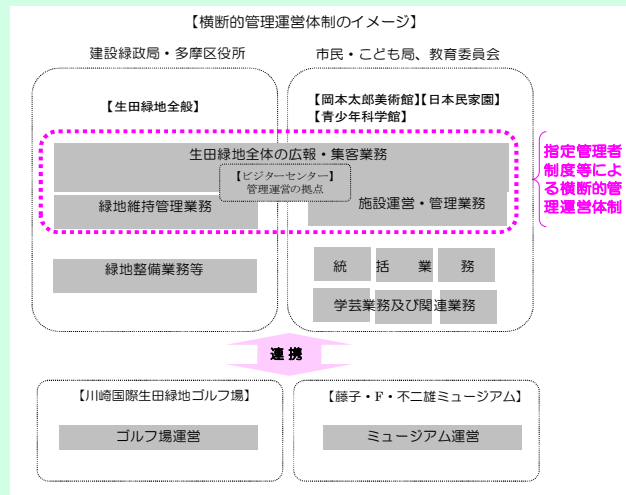 【横断的管理運営体制のイメージ】
建設緑政局・多摩区役所
市民・こども局、教育委員会
【生田緑地全般】
【岡本太郎美術館】【日本民家園】
【青少年科学館】
生田緑地全体の広報・集客業務
【ビジターセンター】
管理運営の拠点
緑地維持管理業務
施設運営・管理業務
指定管理者
制度等によ
る横断的管
理運営体制
緑地整備業務等
統括業務
学芸業務及び関連業務
連携
【川崎国際生田緑地ゴルフ場】
ゴルフ場運営
【藤子・F・不二雄ミュージアム】
ミュージアム運営